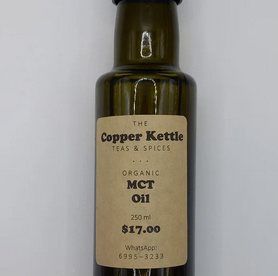 THE
Copper Kettle
TEAS & SPICES
...
ORGANIC
MCT
Oil
250 ml
$17.00
WhatsApp:
6995-3233